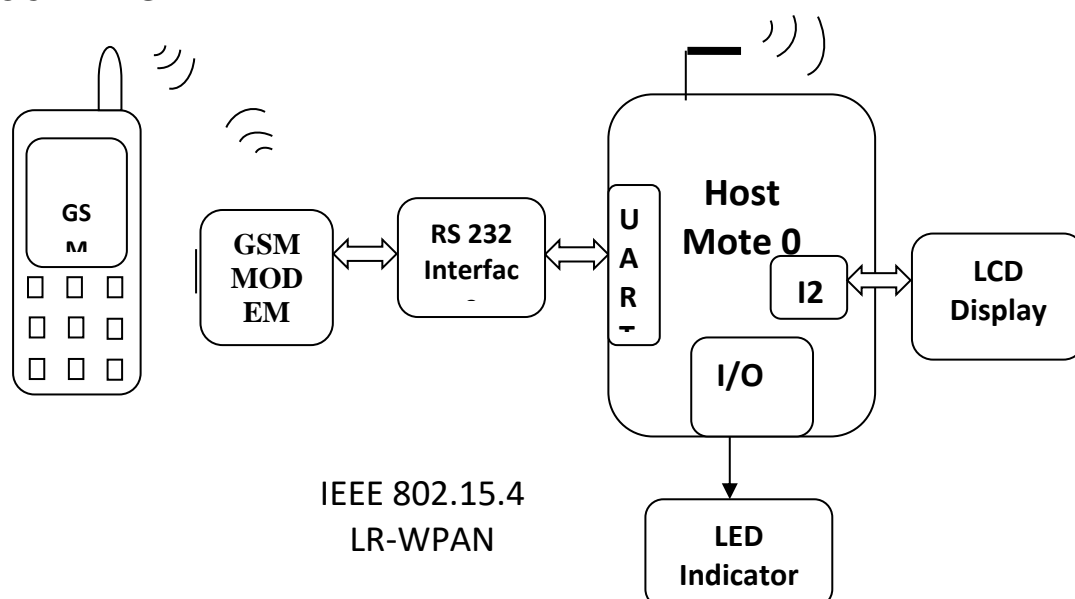 GS
M
GSM
MOD
EM
RS 232
Interfac
U
A
R
Host
Mote 0
I2
I/O
LCD
Display
IEEE 802.15.4
LR-WPAN
LED
Indicator